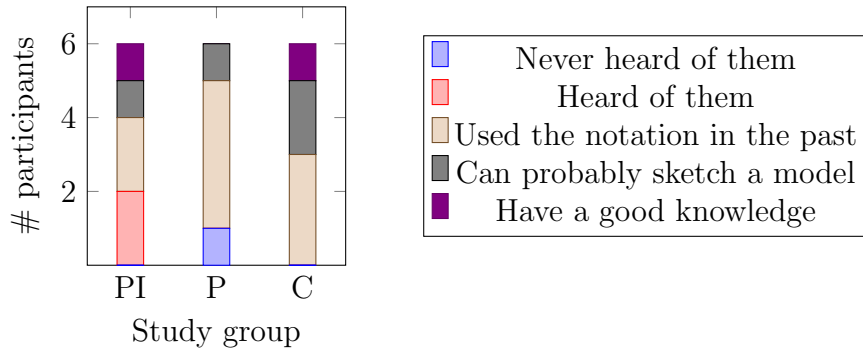 6
4
2
# participants
PI P C
Study group
Never heard of them
Heard of them
Used the notation in the past
Can probably sketch a model
Have a good knowledge